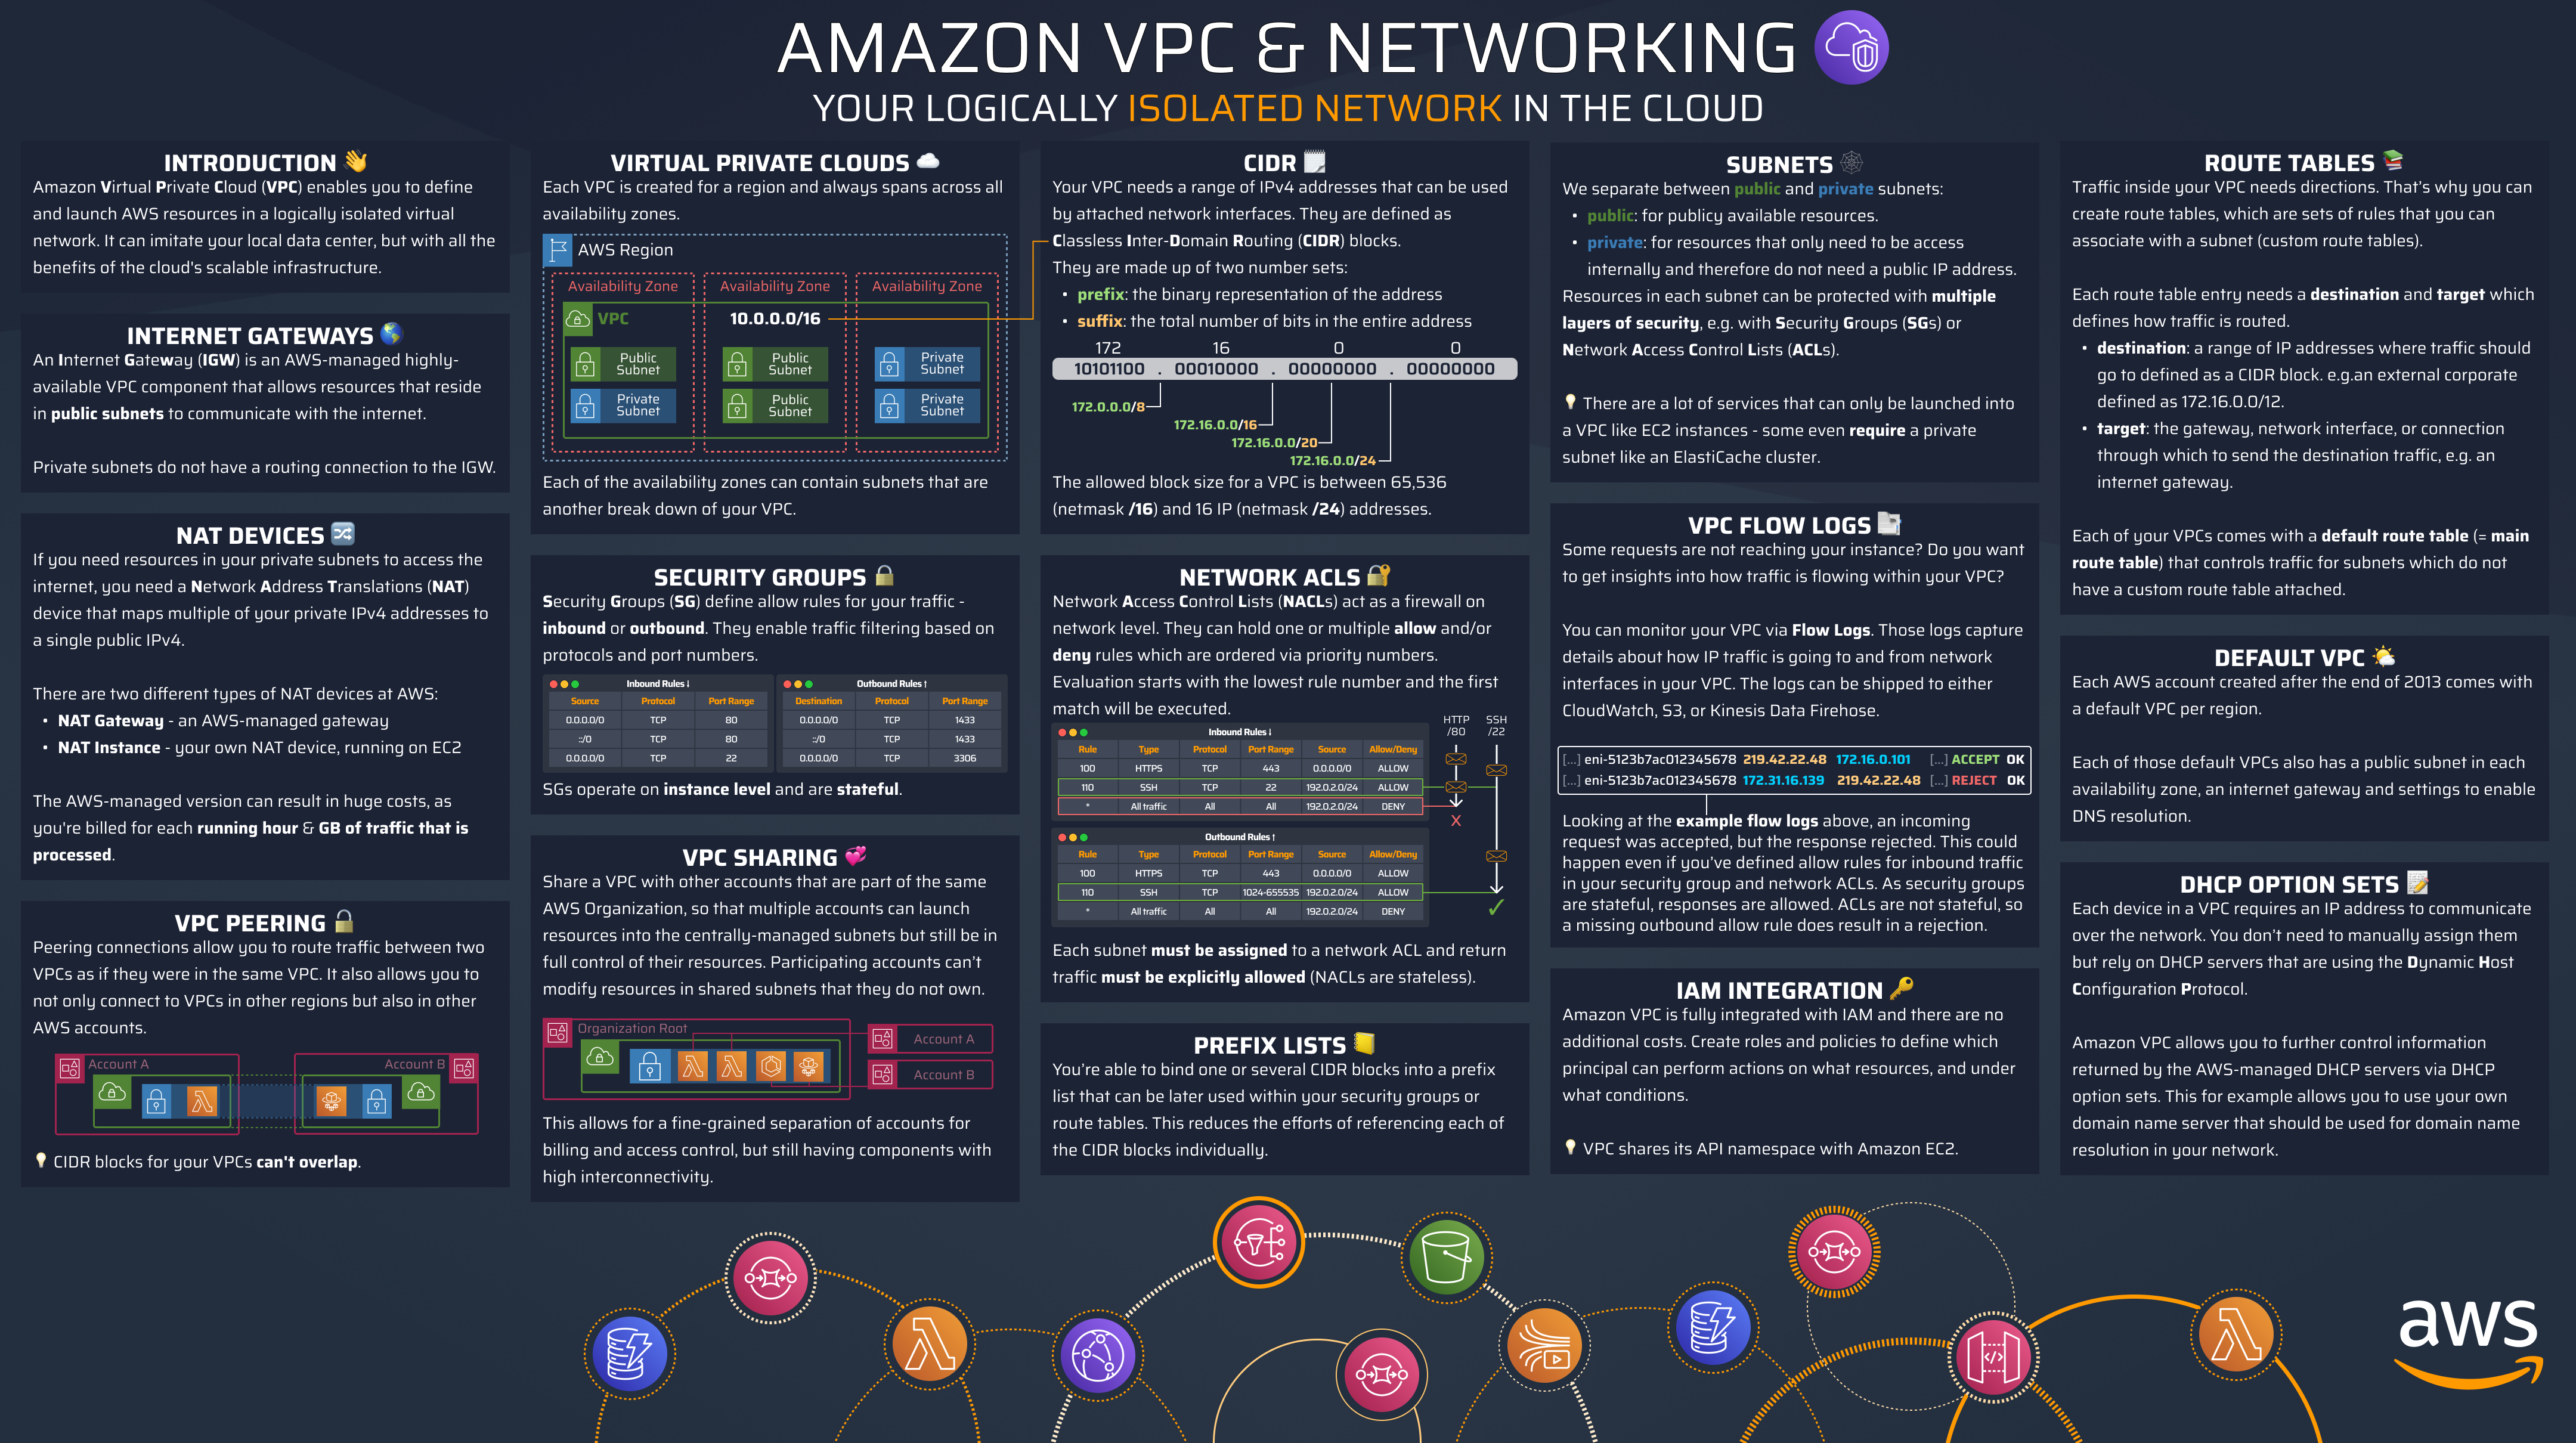 AMAZON VPC & NETWORKING
YOUR LOGICALLY ISOLATED NETWORK IN THE CLOUD
INTRODUCTION 👋
Amazon Virtual Private Cloud (VPC) enables you to define
and launch AWS resources in a logically isolated virtual
network. It can imitate your local data center, but with all the
benefits of the cloud's scalable infrastructure.
INTERNET GATEWAYS 🌎
An Internet Gateway (IGW) is an AWS-managed highly-
available VPC component that allows resources that reside
in public subnets to communicate with the internet.
Private subnets do not have a routing connection to the IGW.
NAT DEVICES 🔀
If you need resources in your private subnets to access the
internet, you need a Network Address Translations (NAT)
device that maps multiple of your private IPv4 addresses to
a single public IPv4.
There are two different types of NAT devices at AWS:
• NAT Gateway - an AWS-managed gateway
• NAT Instance - your own NAT device, running on EC2
The AWS-managed version can result in huge costs, as
you're billed for each running hour & GB of traffic that is
processed.
VPC PEERING 🔒
Peering connections allow you to route traffic between two
VPCs as if they were in the same VPC. It also allows you to
not only connect to VPCs in other regions but also in other
AWS accounts.
Account A
Account B
💡 CIDR blocks for your VPCs can't overlap.
VIRTUAL PRIVATE CLOUDS ☁️
Each VPC is created for a region and always spans across all
availability zones.
AWS Region
Availability Zone Availability Zone Availability Zone
VPC 10.0.0.0/16
Public Subnet
Public Subnet
Private Subnet
Private Subnet
Public Subnet
Private Subnet
Each of the availability zones can contain subnets that are
another break down of your VPC.
SECURITY GROUPS 🔒
Security Groups (SG) define allow rules for your traffic -
inbound or outbound. They enable traffic filtering based on
protocols and port numbers.
Inbound Rules ↓
Source Protocol Port Range
0.0.0.0/0 TCP 80
::/0 TCP 80
0.0.0.0/0 TCP 22
Outbound Rules ↑
Destination Protocol Port Range
0.0.0.0/0 TCP 1433
::/0 TCP 1433
0.0.0.0/0 TCP 3306
SGs operate on instance level and are stateful.
VPC SHARING 💞
Share a VPC with other accounts that are part of the same
AWS Organization, so that multiple accounts can launch
resources into the centrally-managed subnets but still be in
full control of their resources. Participating accounts can't
modify resources in shared subnets that they do not own.
Organization Root
Account A
Account B
This allows for a fine-grained separation of accounts for
billing and access control, but still having components with
high interconnectivity.
CIDR 🗒️
Your VPC needs a range of IPv4 addresses that can be used
by attached network interfaces. They are defined as
Classless Inter-Domain Routing (CIDR) blocks.
They are made up of two number sets:
• prefix: the binary representation of the address
• suffix: the total number of bits in the entire address
172 16 0 0
10101100 . 00010000 . 00000000 . 00000000
172.0.0.0/8
172.16.0.0/16
172.16.0.0/20
172.16.0.0/24
The allowed block size for a VPC is between 65,536
(netmask /16) and 16 IP (netmask /24) addresses.
NETWORK ACLS 🔐
Network Access Control Lists (NACLs) act as a firewall on
network level. They can hold one or multiple allow and/or
deny rules which are ordered via priority numbers.
Evaluation starts with the lowest rule number and the first
match will be executed.
HTTP /80
SSH /22
Inbound Rules ↓
Rule Type Protocol Port Range Source Allow/Deny
100 HTTPS TCP 443 0.0.0.0/0 ALLOW
110 SSH TCP 22 192.0.2.0/24 ALLOW
* All traffic All All 192.0.2.0/24 DENY
X
Outbound Rules ↑
Rule Type Protocol Port Range Source Allow/Deny
100 HTTPS TCP 443 0.0.0.0/0 ALLOW
110 SSH TCP 1024-655535 192.0.2.0/24 ALLOW
* All traffic All All 192.0.2.0/24 DENY
✓
Each subnet must be assigned to a network ACL and return
traffic must be explicitly allowed (NACLs are stateless).
PREFIX LISTS 📒
You're able to bind one or several CIDR blocks into a prefix
list that can be later used within your security groups or
route tables. This reduces the efforts of referencing each of
the CIDR blocks individually.
SUBNETS 🕸️
We separate between public and private subnets:
• public: for publicy available resources.
• private: for resources that only need to be access
internally and therefore do not need a public IP address.
Resources in each subnet can be protected with multiple
layers of security, e.g. with Security Groups (SGs) or
Network Access Control Lists (ACLs).
💡 There are a lot of services that can only be launched into
a VPC like EC2 instances - some even require a private
subnet like an ElastiCache cluster.
VPC FLOW LOGS 📑
Some requests are not reaching your instance? Do you want
to get insights into how traffic is flowing within your VPC?
You can monitor your VPC via Flow Logs. Those logs capture
details about how IP traffic is going to and from network
interfaces in your VPC. The logs can be shipped to either
CloudWatch, S3, or Kinesis Data Firehose.
[...] eni-5123b7ac012345678 219.42.22.48 172.16.0.101 [...] ACCEPT OK
[...] eni-5123b7ac012345678 172.31.16.139 219.42.22.48 [...] REJECT OK
Looking at the example flow logs above, an incoming
request was accepted, but the response rejected. This could
happen even if you've defined allow rules for inbound traffic
in your security group and network ACLs. As security groups
are stateful, responses are allowed. ACLs are not stateful, so
a missing outbound allow rule does result in a rejection.
IAM INTEGRATION 🔑
Amazon VPC is fully integrated with IAM and there are no
additional costs. Create roles and policies to define which
principal can perform actions on what resources, and under
what conditions.
💡 VPC shares its API namespace with Amazon EC2.
ROUTE TABLES 📚
Traffic inside your VPC needs directions. That's why you can
create route tables, which are sets of rules that you can
associate with a subnet (custom route tables).
Each route table entry needs a destination and target which
defines how traffic is routed.
• destination: a range of IP addresses where traffic should
go to defined as a CIDR block. e.g.an external corporate
defined as 172.16.0.0/12.
• target: the gateway, network interface, or connection
through which to send the destination traffic, e.g. an
internet gateway.
Each of your VPCs comes with a default route table (= main
route table) that controls traffic for subnets which do not
have a custom route table attached.
DEFAULT VPC 🌤️
Each AWS account created after the end of 2013 comes with
a default VPC per region.
Each of those default VPCs also has a public subnet in each
availability zone, an internet gateway and settings to enable
DNS resolution.
DHCP OPTION SETS 📝
Each device in a VPC requires an IP address to communicate
over the network. You don't need to manually assign them
but rely on DHCP servers that are using the Dynamic Host
Configuration Protocol.
Amazon VPC allows you to further control information
returned by the AWS-managed DHCP servers via DHCP
option sets. This for example allows you to use your own
domain name server that should be used for domain name
resolution in your network.
</>
aws